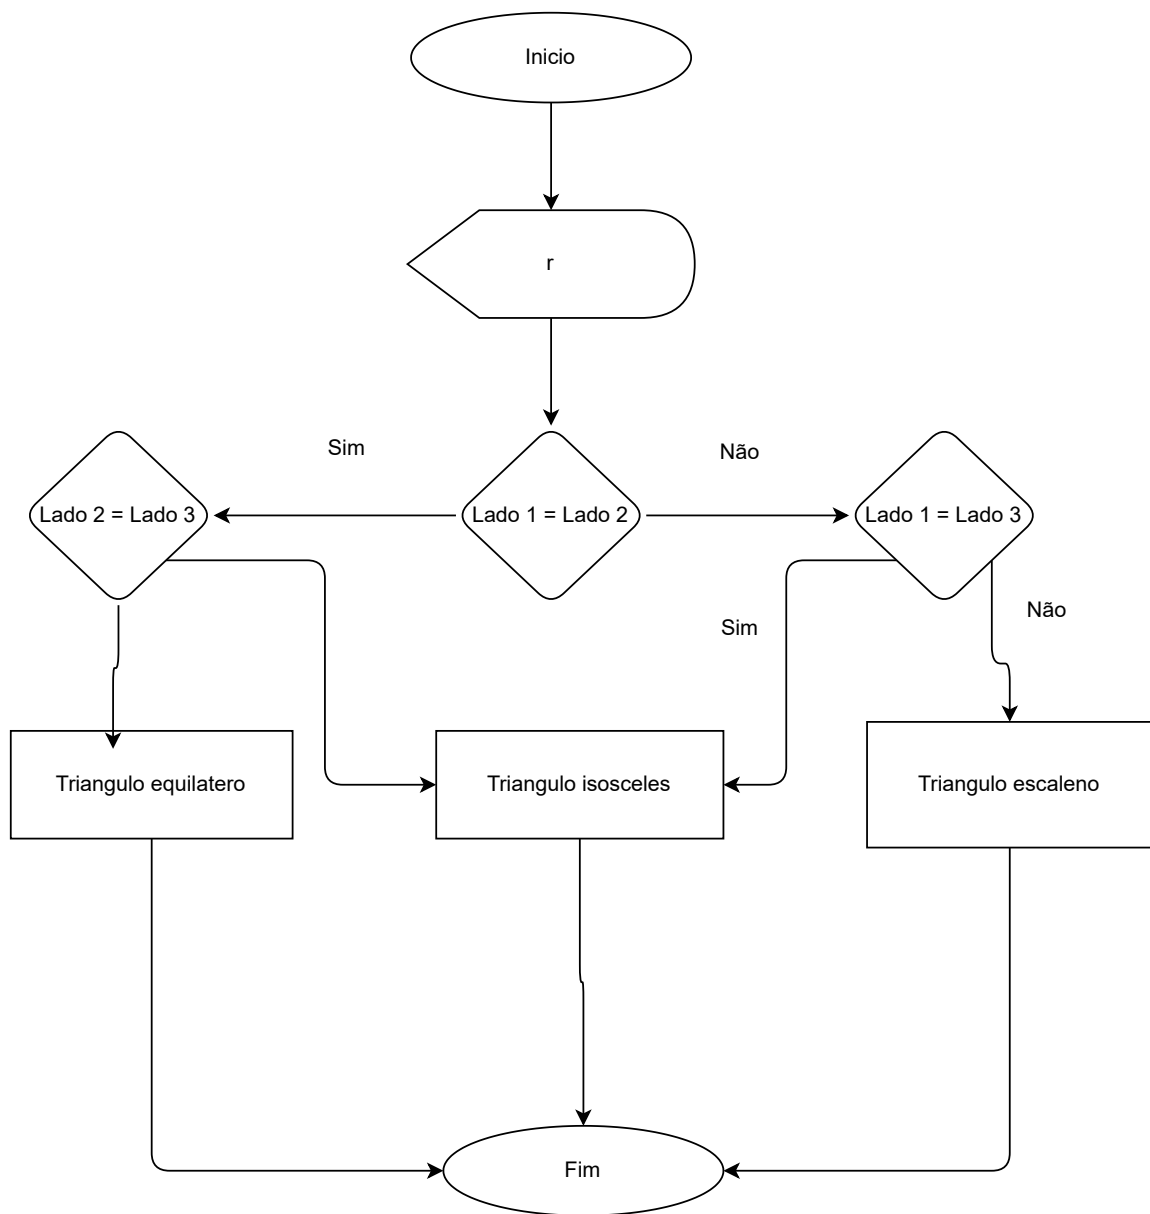 Inicio
r
Sim
Não
Lado 2 = Lado 3
Lado 1 = Lado 2
Lado 1 = Lado 3
Não
Sim
Triangulo equilatero
Triangulo isosceles
Triangulo escaleno
Fim